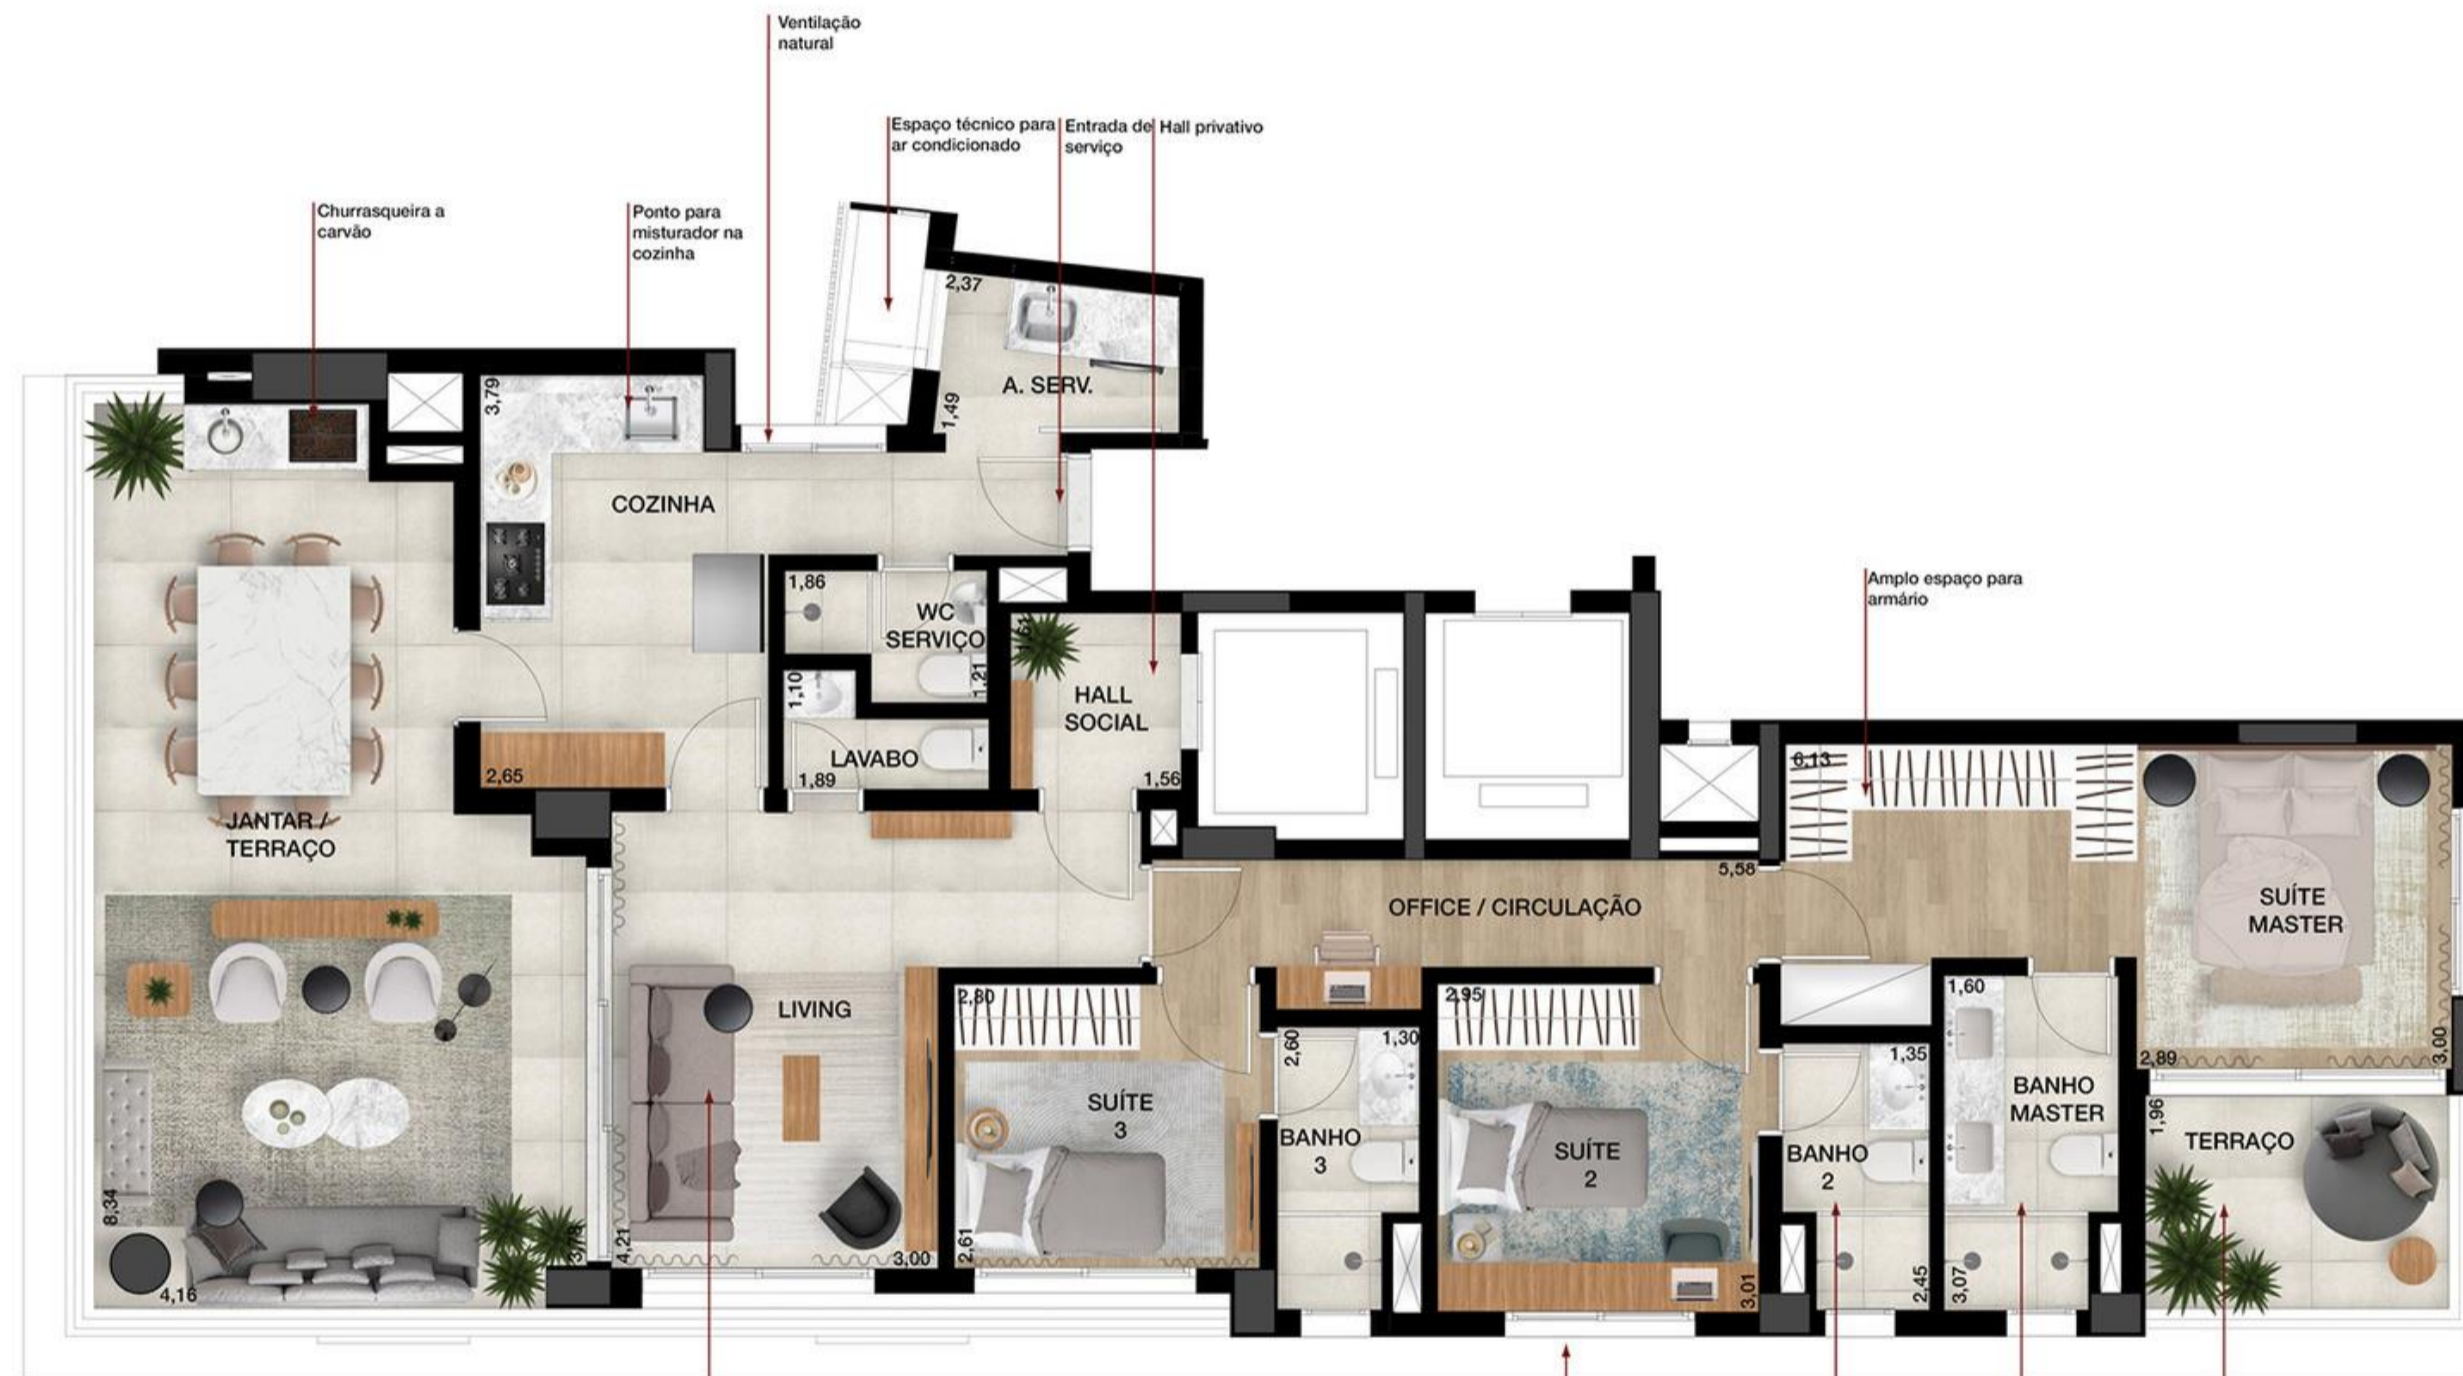 Ventilação
natural
Espaço técnico para
ar condicionado
Entrada de
serviço
Hall privativo
Churrasqueira a
carvão
Ponto para
misturador na
cozinha
2,37
A. SERV.
1,49
3,79
COZINHA
1,86
WC
SERVIÇO
1,21
1,10
LAVABO
1,89
HALL
SOCIAL
1,56
2,65
Amplo espaço para
armário
6,13
JANTAR /
TERRAÇO
8,34
4,16
3,78
LIVING
4,21
3,00
5,58
OFFICE / CIRCULAÇÃO
SUÍTE
MASTER
2,89
3,00
2,80
SUÍTE
3
2,61
2,60
1,30
BANHO
3
2,95
SUÍTE
2
3,01
1,35
BANHO
2
2,45
1,60
BANHO
MASTER
3,07
1,96
TERRAÇO